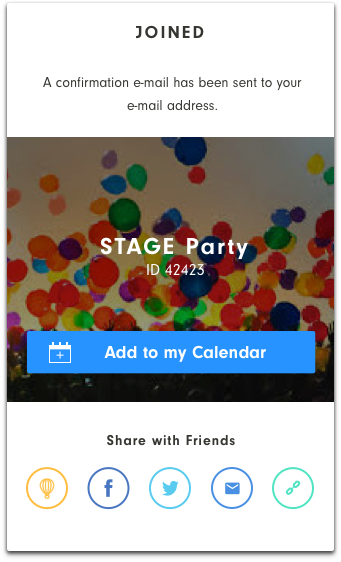 JOINED
A confirmation e-mail has been sent to your
e-mail address.
STAGE Party
ID 42423
Add to my Calendar
Share with Friends